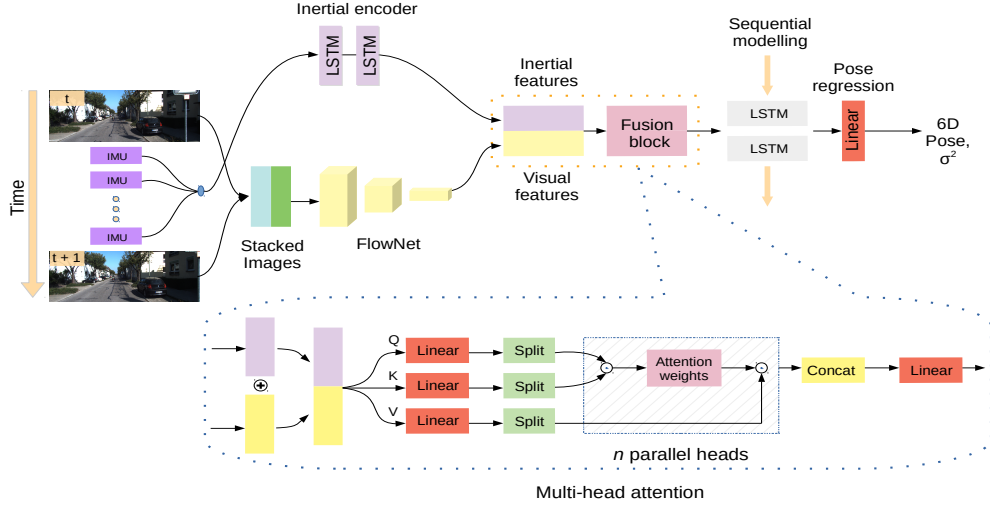 Inertial encoder
LSTM
LSTM
Sequential
modelling
Inertial
features
Pose
regression
t
Time
IMU
IMU
IMU
t + 1
Stacked
Images
FlowNet
Fusion
block
Visual
features
LSTM
LSTM
Linear
6D
Pose,
σ²
Q
K
V
Linear
Linear
Linear
Split
Split
Split
Attention
weights
Concat
Linear
n parallel heads
Multi-head attention